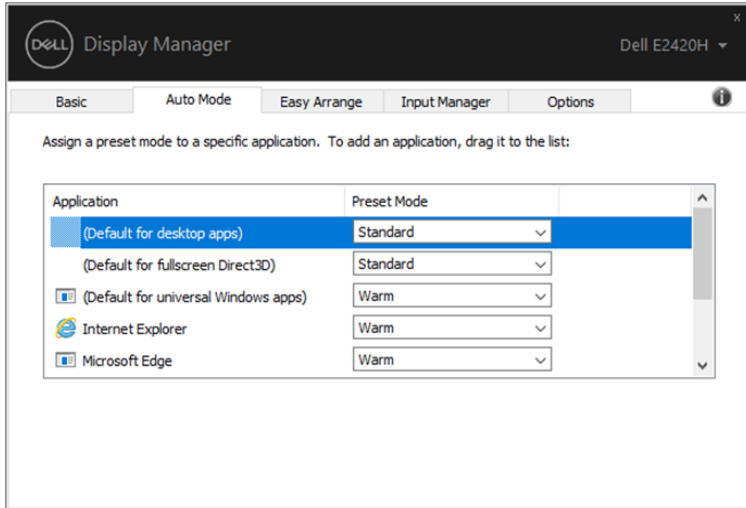 x
DELL Display Manager Dell E2420H
Basic Auto Mode Easy Arrange Input Manager Options
Assign a preset mode to a specific application. To add an application, drag it to the list:
Application Preset Mode
(Default for desktop apps) Standard
(Default for fullscreen Direct3D) Standard
(Default for universal Windows apps) Warm
Internet Explorer Warm
Microsoft Edge Warm